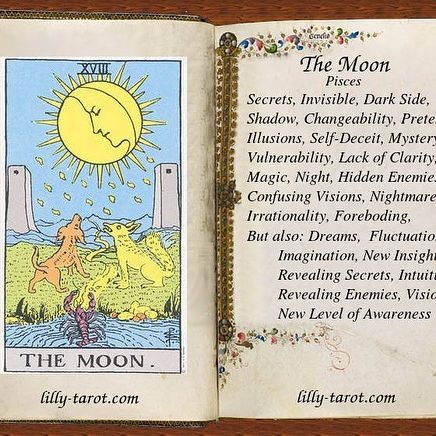 XVIII
THE MOON.
lilly-tarot.com
The Moon
Pisces
Secrets, Invisible, Dark Side,
Shadow, Changeability,
Illusions, Self-Deceit, Mystery
Vulnerability, Lack of Clarity,
Magic, Night, Hidden
Confusing Visions,
Irrationality, Foreboding,
But also: Dreams,
Imagination, New
Revealing Secrets,
Revealing Enemies,
New Level of Awareness
lilly-tarot.com